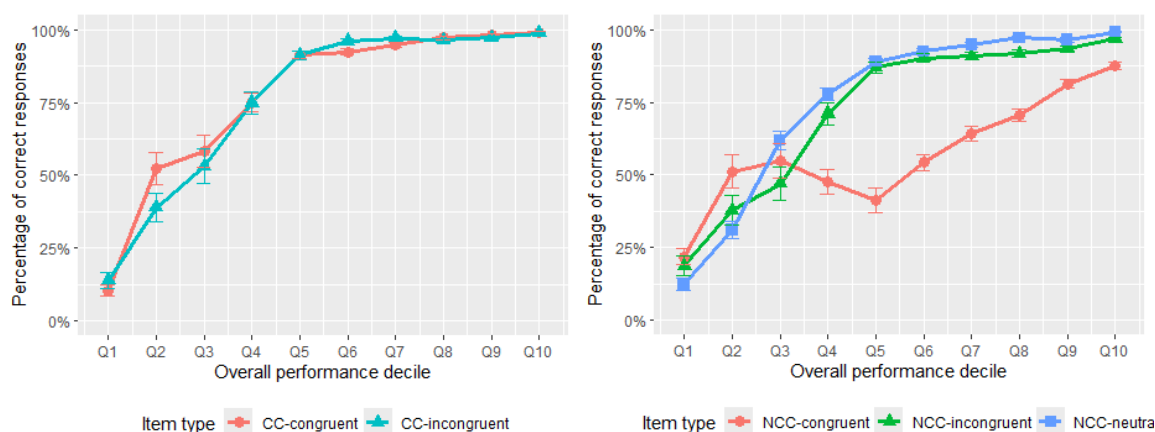 Percentage of correct responses
100%
75%
50%
25%
0%
Q1 Q2 Q3 Q4 Q5 Q6 Q7 Q8 Q9 Q10
Overall performance decile
Item type CC-congruent CC-incongruent
Percentage of correct responses
100%
75%
50%
25%
0%
Q1 Q2 Q3 Q4 Q5 Q6 Q7 Q8 Q9 Q10
Overall performance decile
Item type NCC-congruent NCC-incongruent NCC-neutra